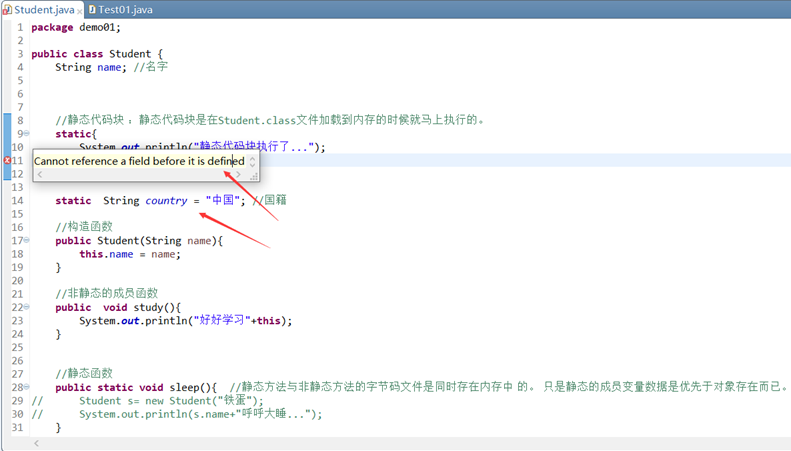 Student.java Test01.java
1 package demo01;
2
3 public class Student {
4 String name; //名字
5
6
7
8 //静态代码块 : 静态代码块是在Student.class文件加载到内存的时候就马上执行的。
9 static{
10 System.out.println("静态代码块执行了...");
11 Cannot reference a field before it is defined
12
13
14 static String country = "中国"; //国籍
15
16 //构造函数
17 public Student(String name){
18 this.name = name;
19 }
20
21 //非静态的成员函数
22 public void study(){
23 System.out.println("好好学习"+this);
24 }
25
26
27 //静态函数
28 public static void sleep(){ //静态方法与非静态方法的字节码文件是同时存在内存中 的。 只是静态的成员变量数据是优先于对象存在而已。
29 // Student s= new Student("铁蛋");
30 // System.out.println(s.name+"呼呼大睡...");
31 }